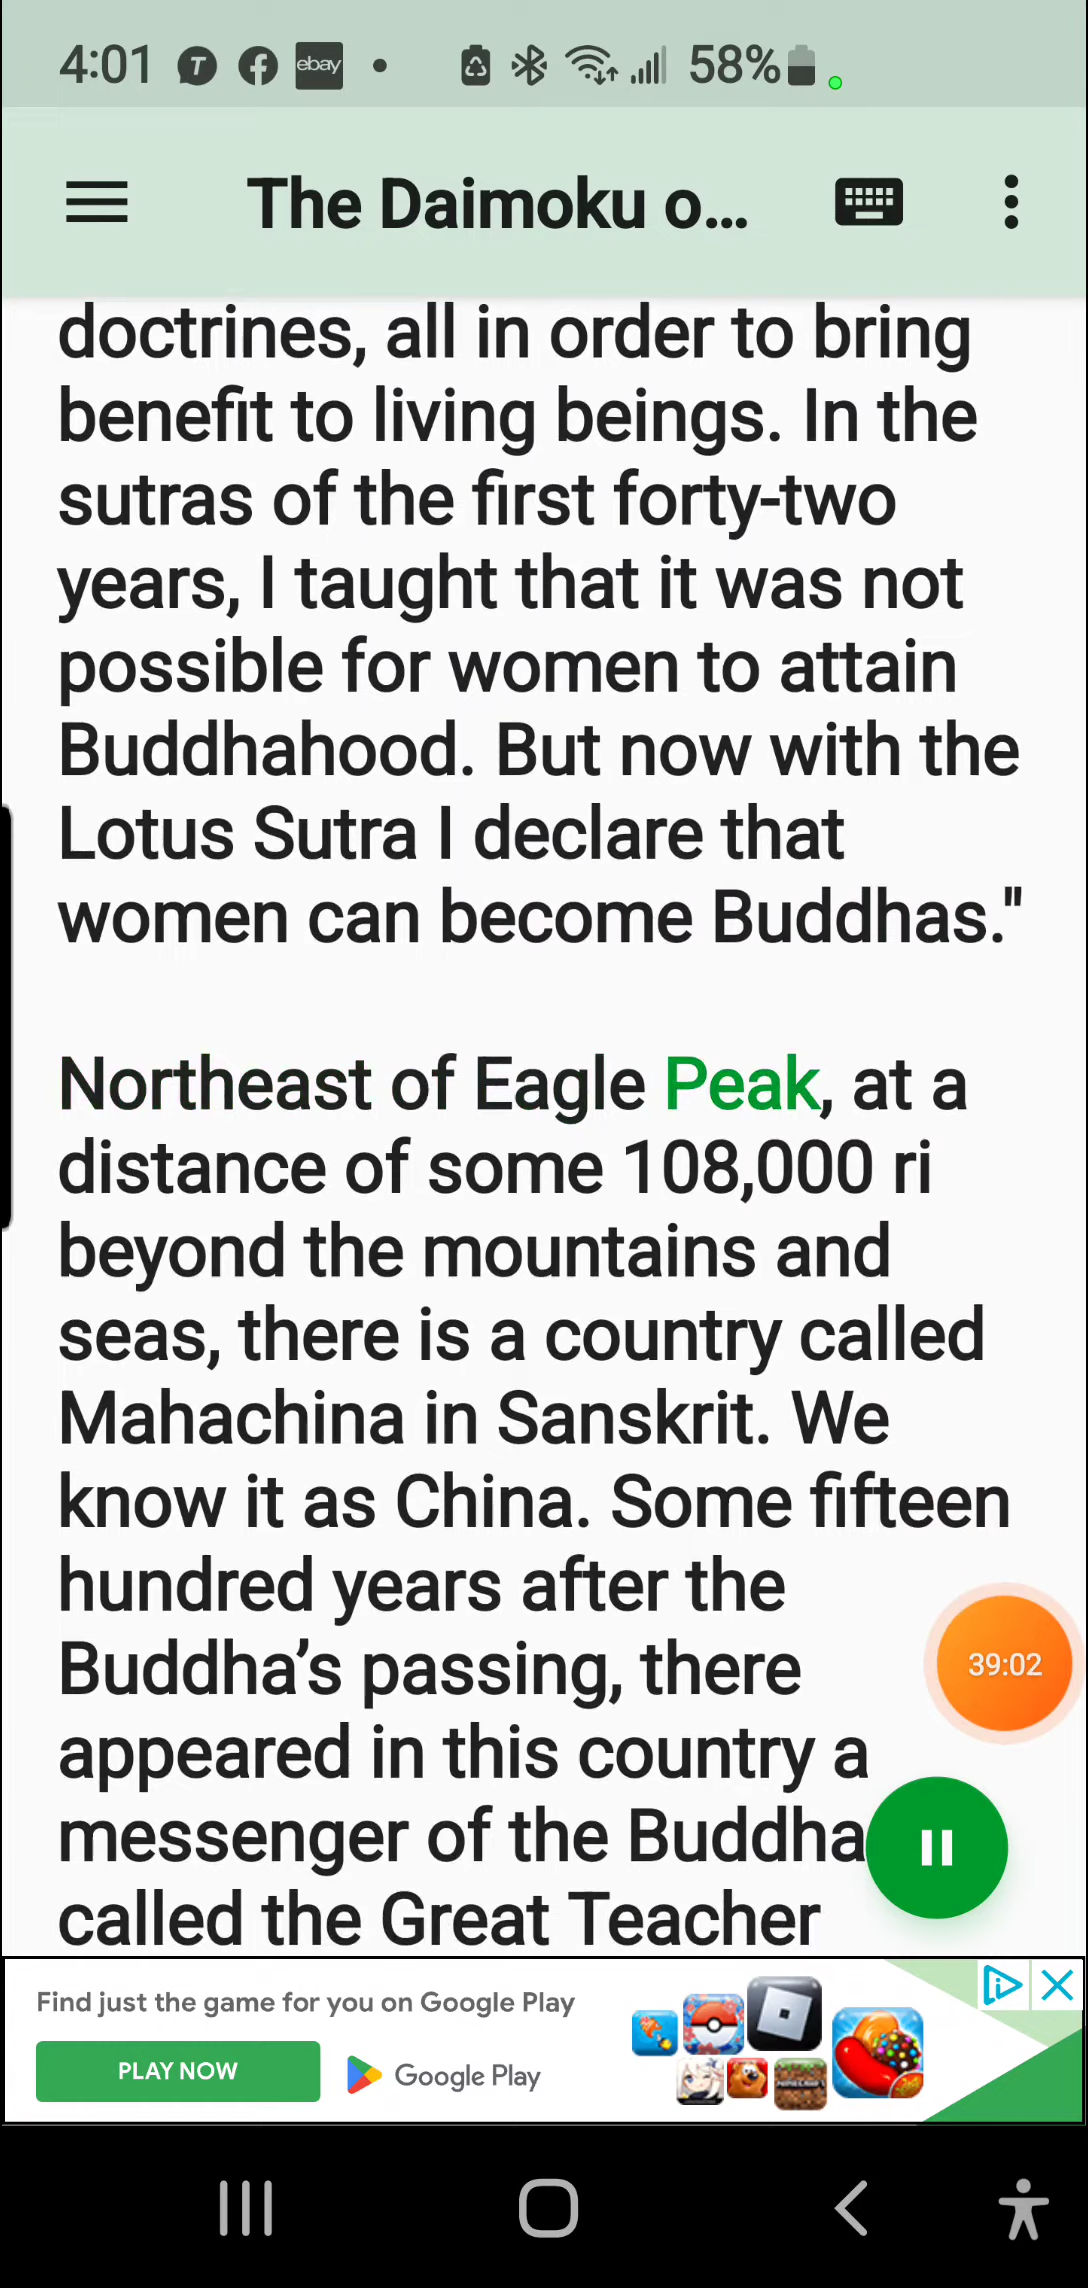 4:01
ebay
58%
The Daimoku o...
doctrines, all in order to bring
benefit to living beings. In the
sutras of the first forty-two
years, I taught that it was not
possible for women to attain
Buddhahood. But now with the
Lotus Sutra I declare that
women can become Buddhas."
Northeast of Eagle Peak, at a
distance of some 108,000 ri
beyond the mountains and
seas, there is a country called
Mahachina in Sanskrit. We
know it as China. Some fifteen
hundred years after the
Buddha’s passing, there
39:02
appeared in this country a
messenger of the Buddha
called the Great Teacher
Find just the game for you on Google Play
PLAY NOW
Google Play